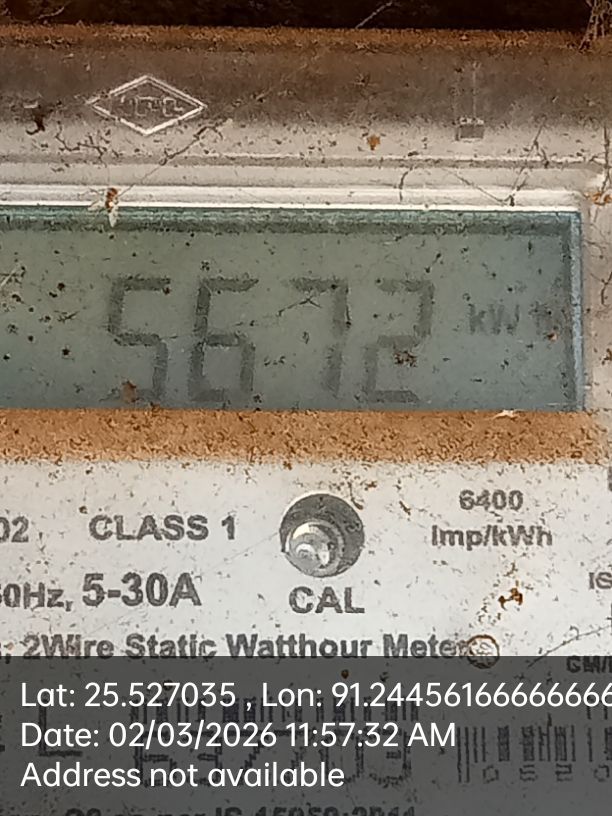 5672 kWh
6400
02 CLASS 1 Imp/kWh
50Hz, 5-30A
CAL
2Wire Static Watthour Meter
Lat: 25.527035 , Lon: 91.24456166666666
Date: 02/03/2026 11:57:32 AM
Address not available